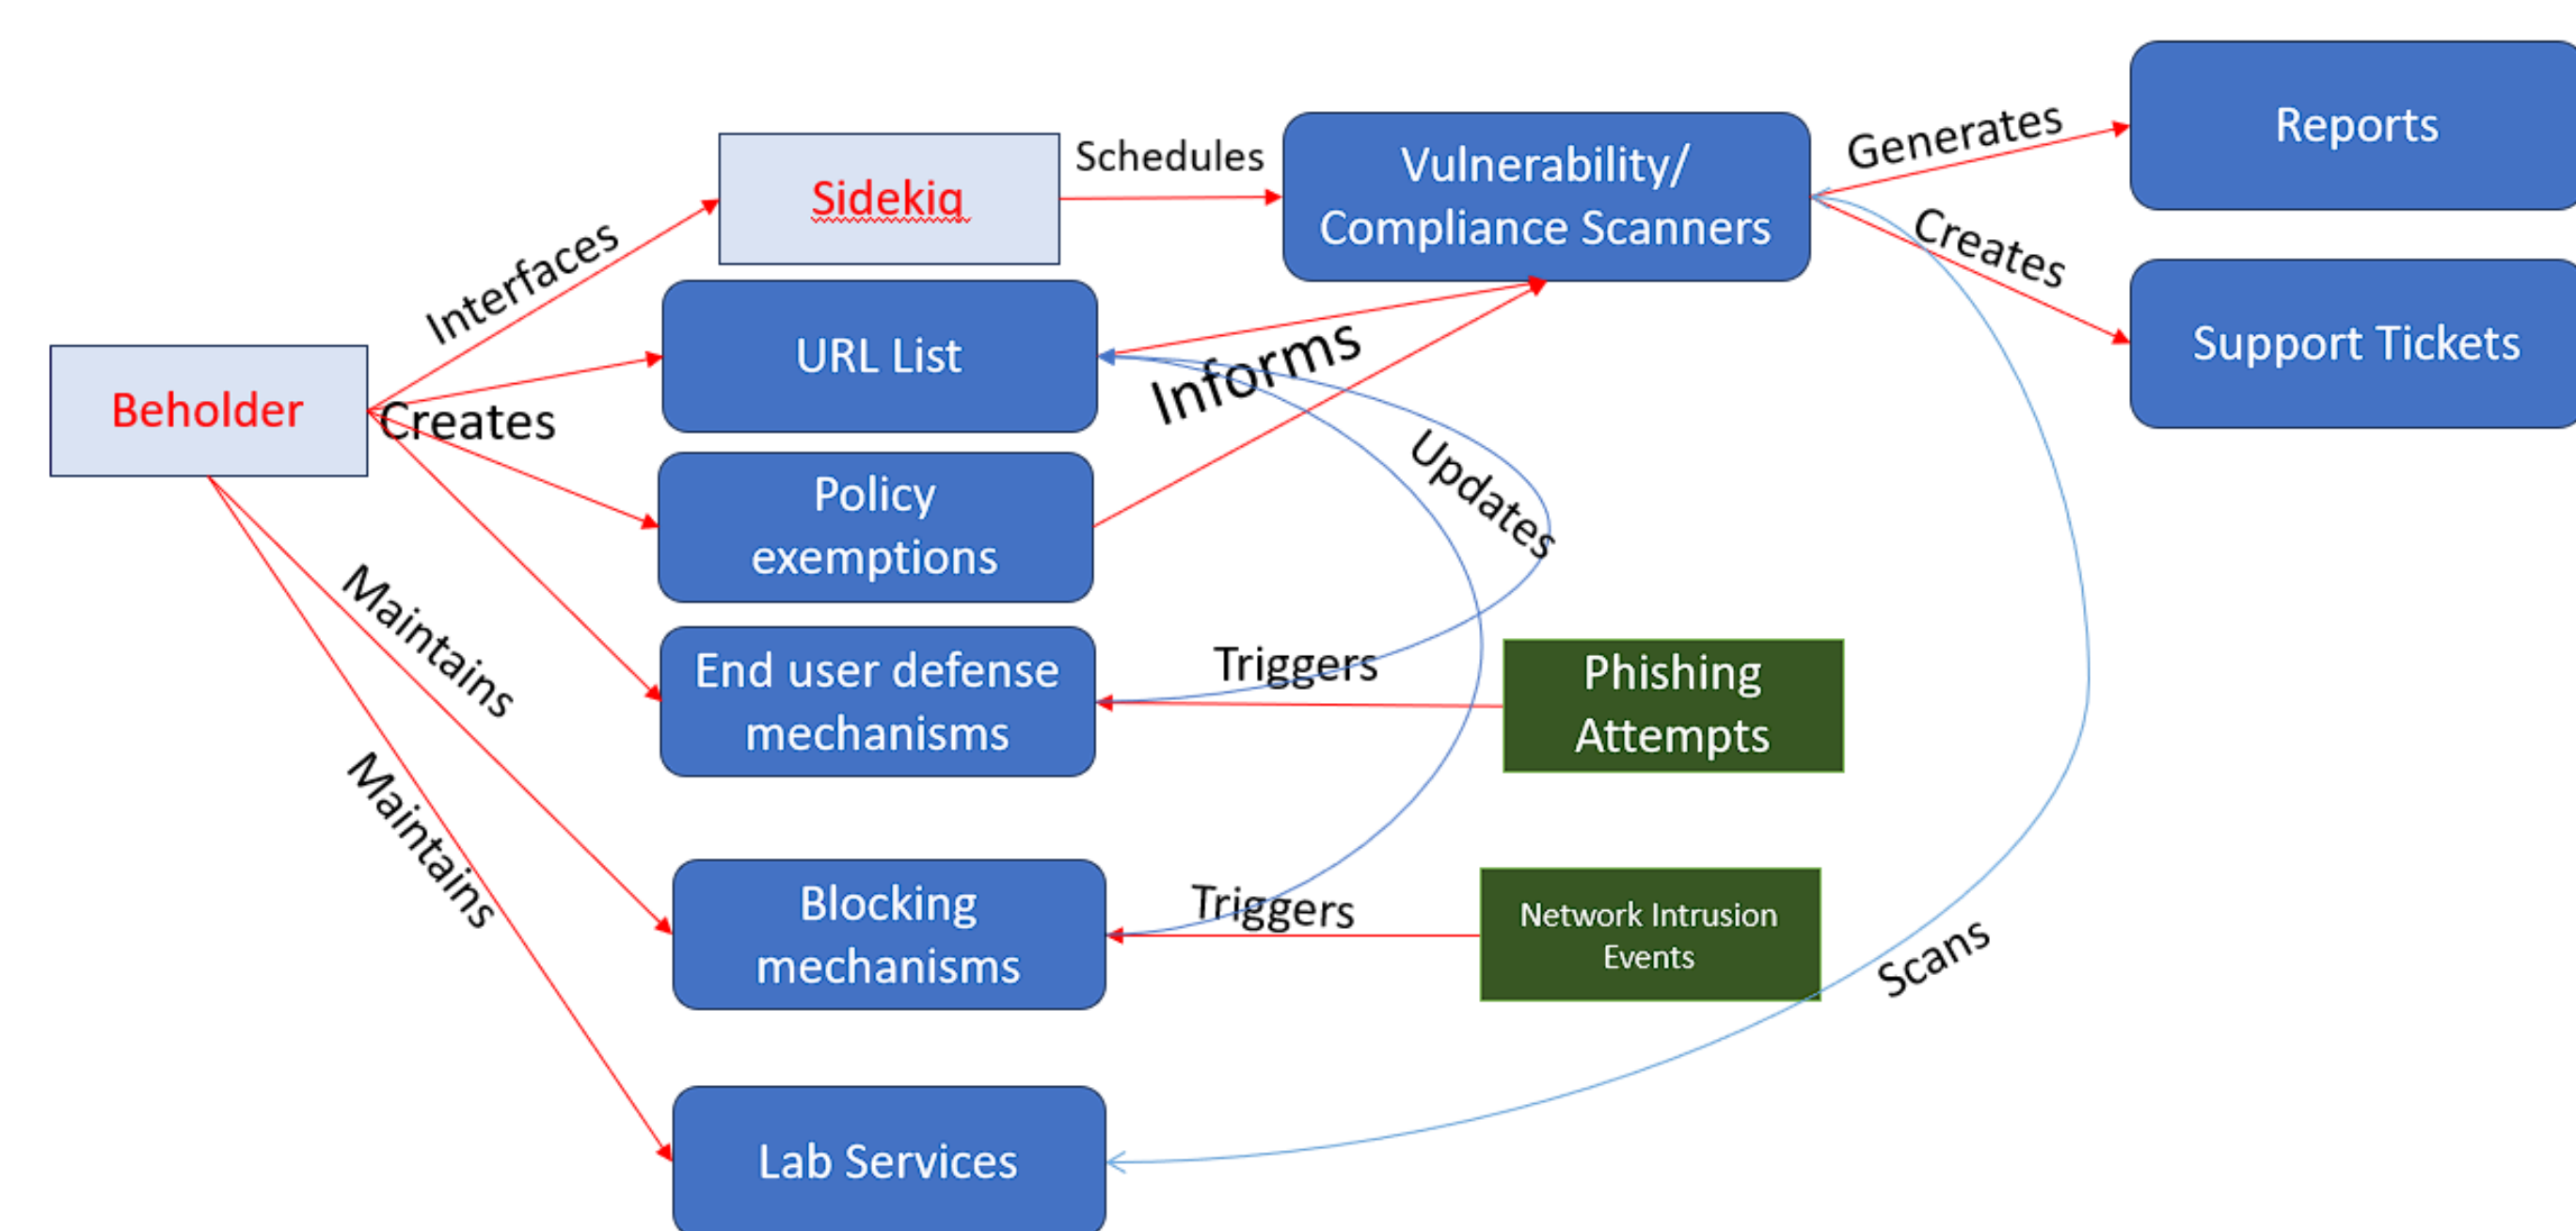 Reports
Generates
Vulnerability/
Compliance Scanners
Schedules
Sidekiq
Creates
Support Tickets
Interfaces
URL List
Informs
Beholder
Creates
Updates
Policy
exemptions
Maintains
End user defense
mechanisms
Triggers
Phishing
Attempts
Maintains
Blocking
mechanisms
Triggers
Network Intrusion
Events
Scans
Lab Services